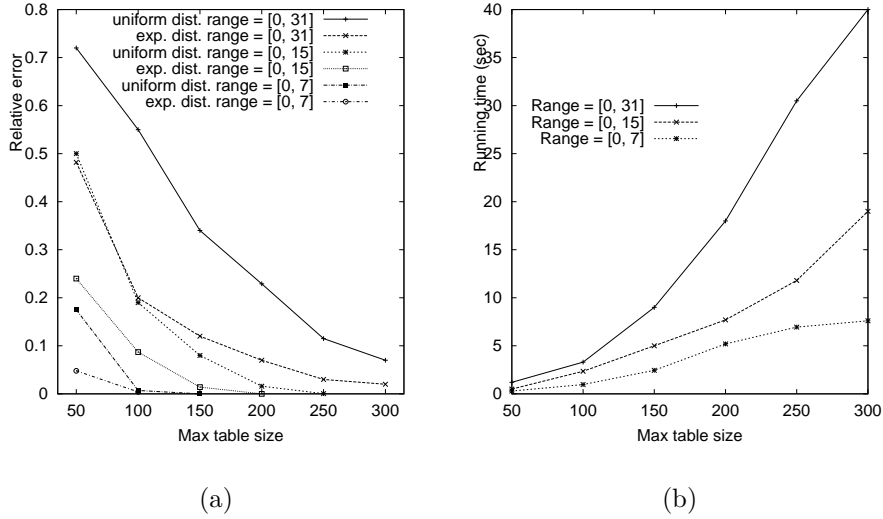 uniform dist. range = [0, 31]
exp. dist. range = [0, 31]
uniform dist. range = [0, 15]
exp. dist. range = [0, 15]
uniform dist. range = [0, 7]
exp. dist. range = [0, 7]
0.8
0.7
0.6
0.5
0.4
0.3
0.2
0.1
0
Relative error
50 100 150 200 250 300
Max table size
(a)
40
35
30
25
20
15
10
5
0
Running time (sec)
Range = [0, 31]
Range = [0, 15]
Range = [0, 7]
50 100 150 200 250 300
Max table size
(b)